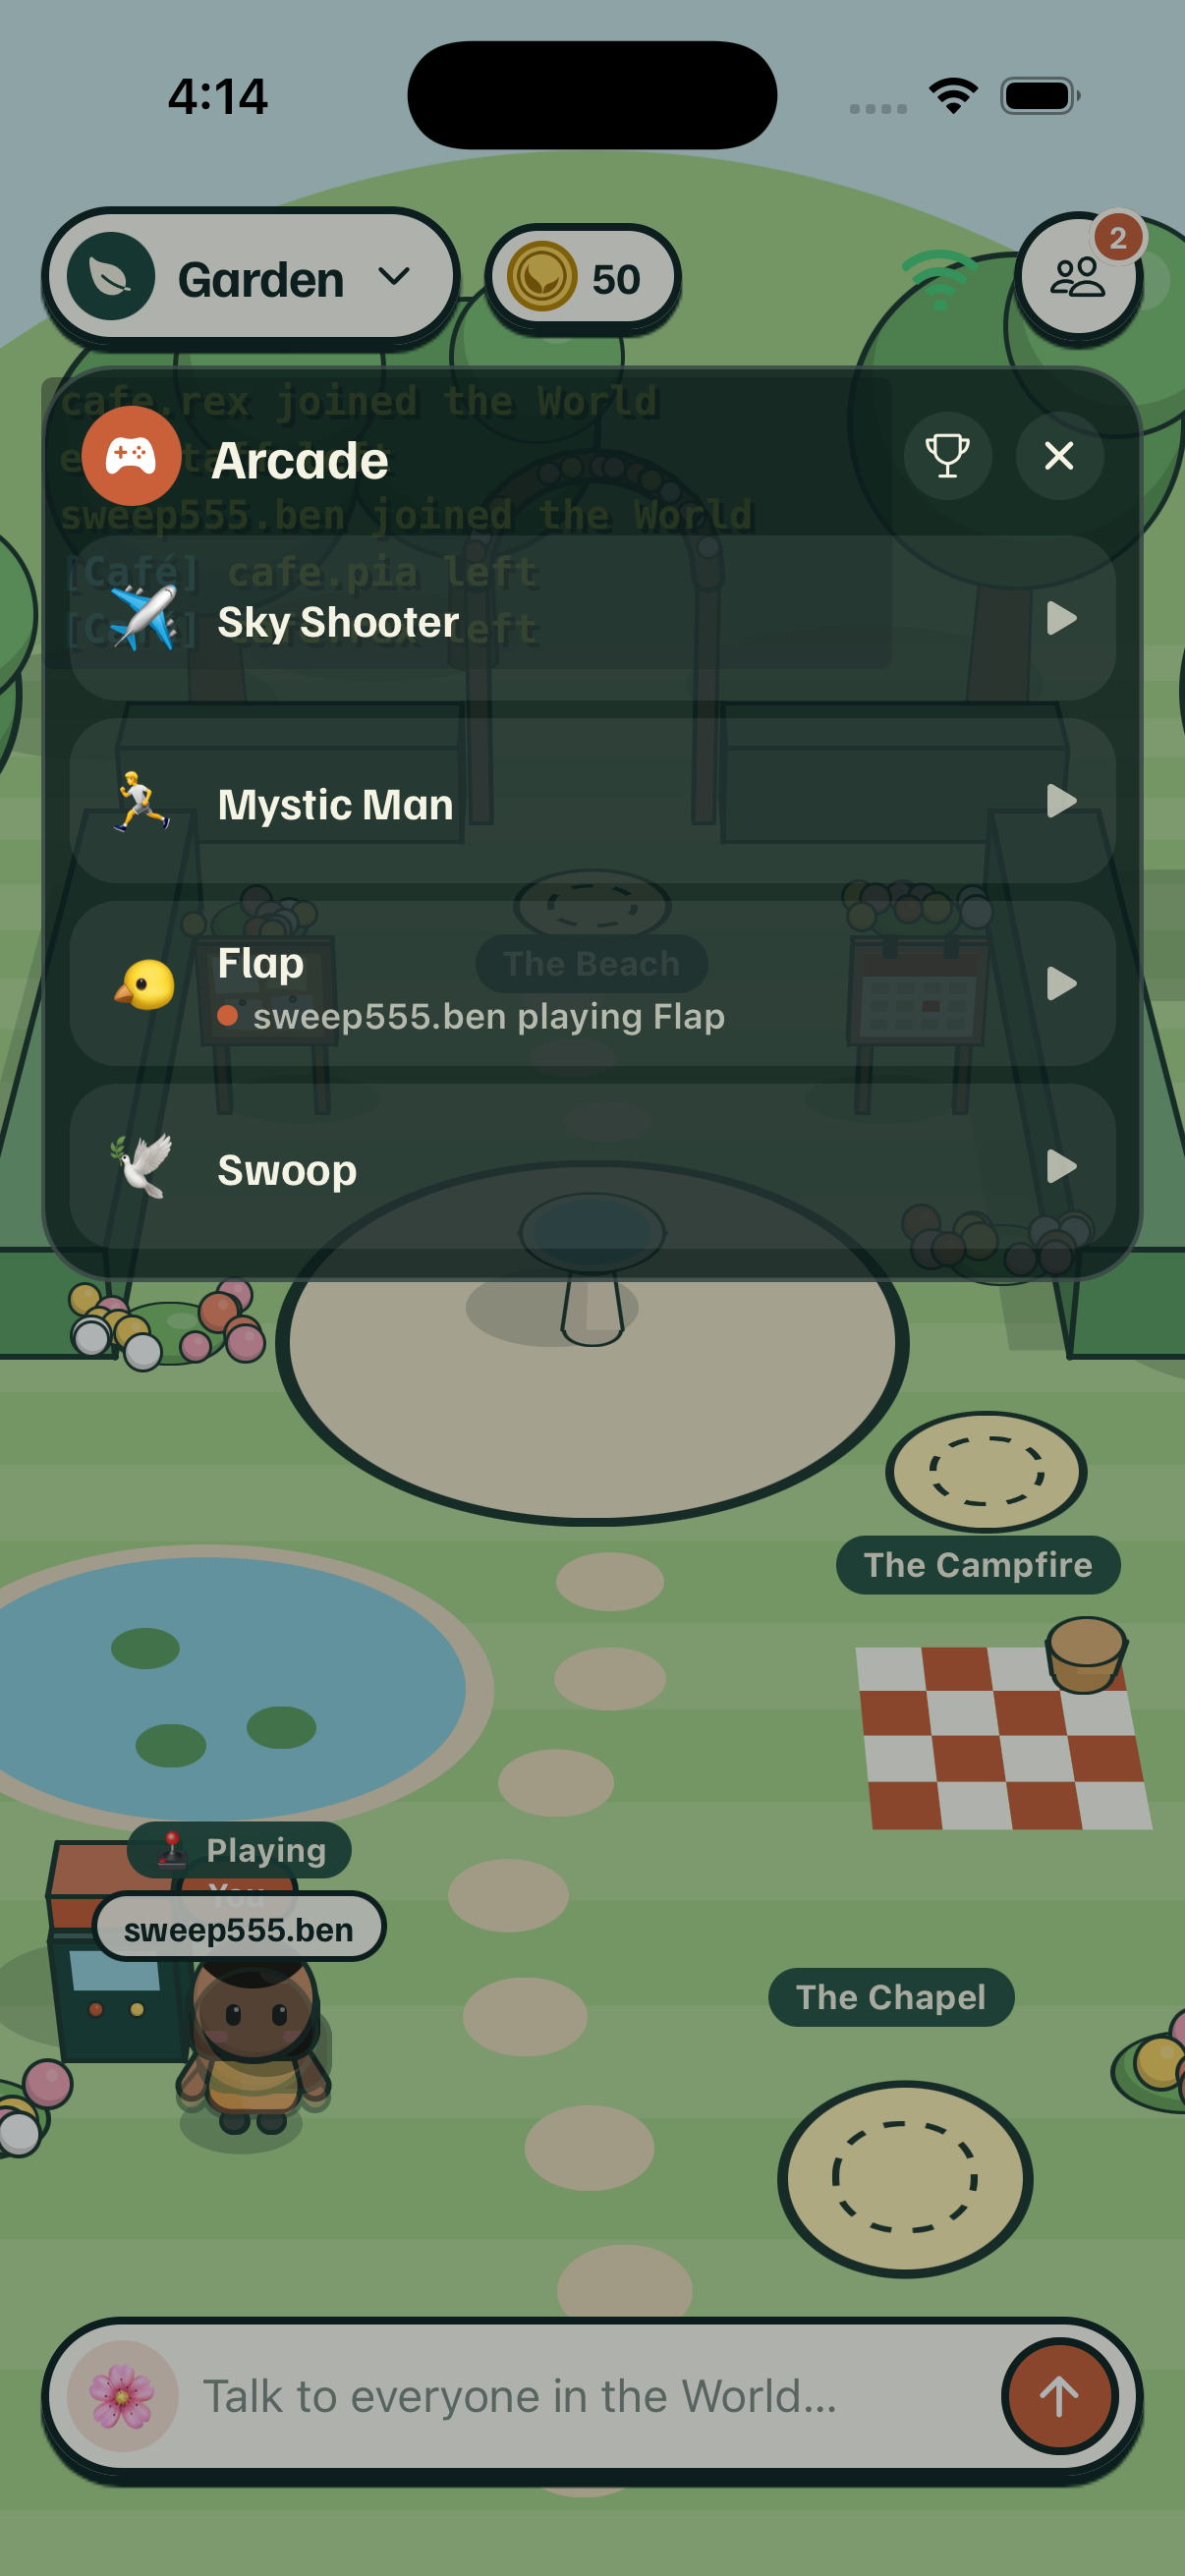 4:14
Garden
50
2
cafe.rex joined the World
Arcade
sweep555.ben joined the World
[Café] cafe.pia left
Sky Shooter
left
Mystic Man
The Beach
Flap
sweep555.ben playing Flap
Swoop
The Campfire
Playing
You
sweep555.ben
The Chapel
Talk to everyone in the World...